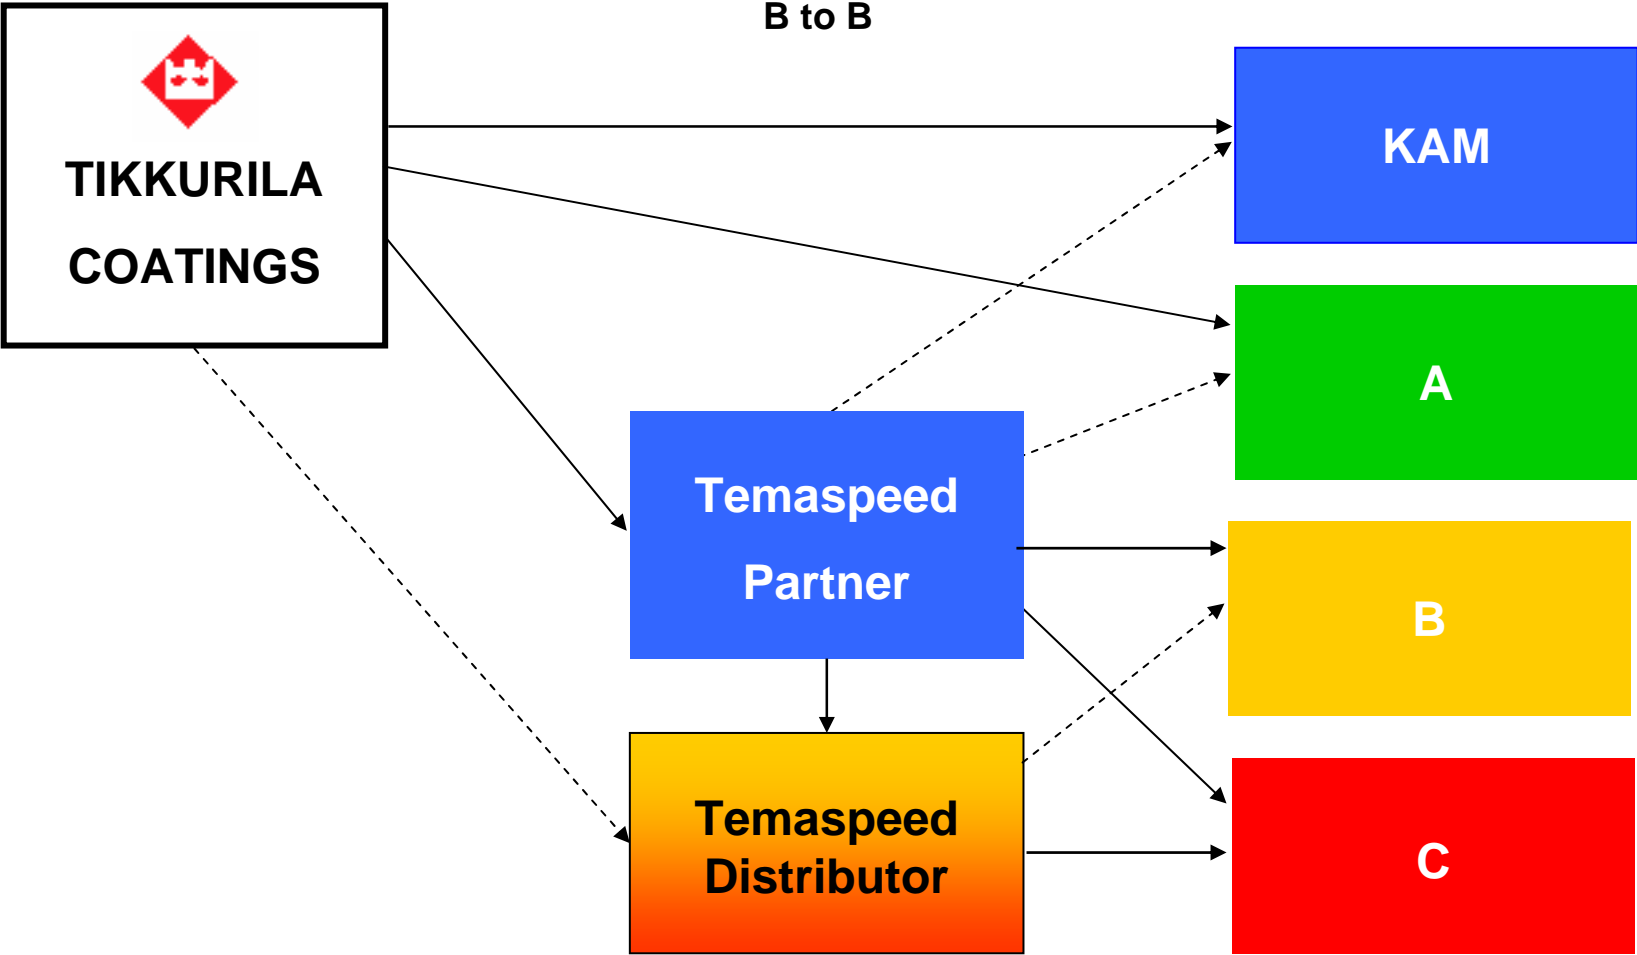 B to B
TIKKURILA
COATINGS
KAM
A
Temaspeed
Partner
B
Temaspeed
Distributor
C